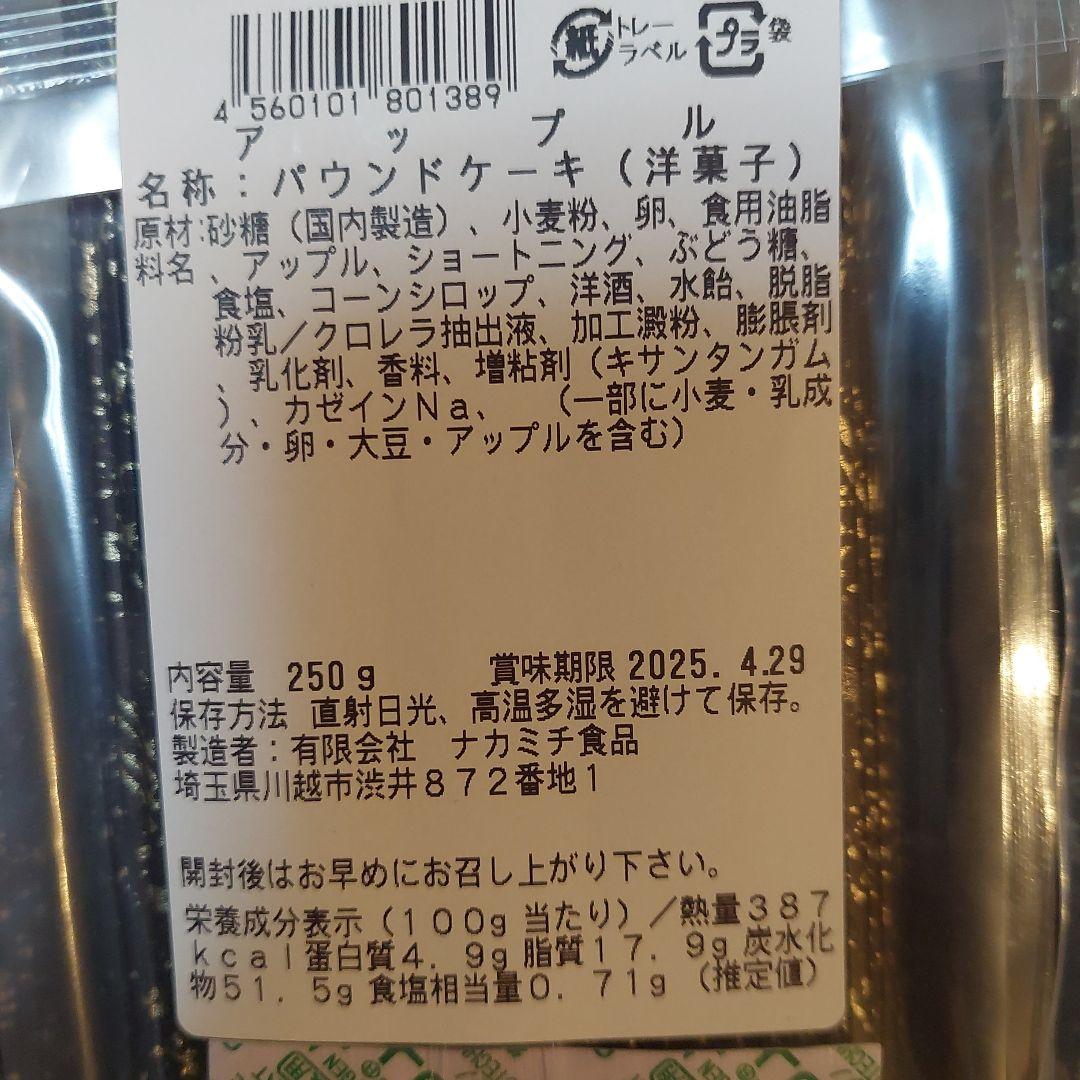 紙 トレー ラベル プラ 袋
4 560101 801389
アップル
名称：パウンドケーキ（洋菓子）
原材:砂糖（国内製造）、小麦粉、卵、食用油脂
料名、アップル、ショートニング、ぶどう糖、
食塩、コーンシロップ、洋酒、水飴、脱脂
粉乳／クロレラ抽出液、加工澱粉、膨脹剤
、乳化剤、香料、増粘剤（キサンタンガム
）、カゼインＮａ、（一部に小麦・乳成
分・卵・大豆・アップルを含む）
内容量 250g 賞味期限 2025. 4.29
保存方法 直射日光、高温多湿を避けて保存。
製造者：有限会社 ナカミチ食品
埼玉県川越市渋井８７２番地１
開封後はお早めにお召し上がり下さい。
栄養成分表示（１００g 当たり）／熱量３８７
ｋｃａｌ蛋白質４．９g 脂質１７．９g 炭水化
物５１．５g 食塩相当量０．７１g（推定値）